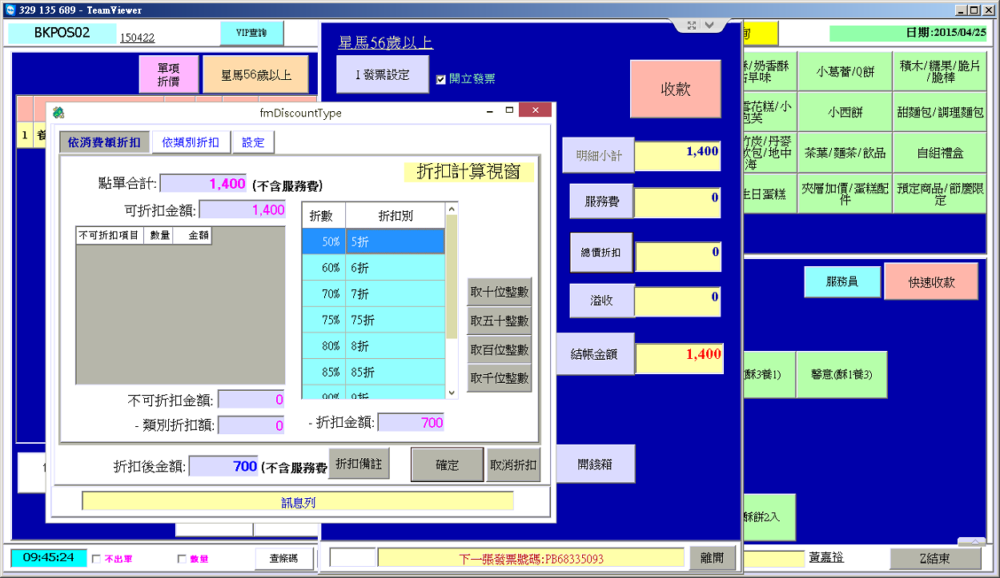 329 135 689 - TeamViewer
BKPOS02
150422
VIP查詢
日期:2015/04/25
單項
折價
星馬56歲以上
1
星馬56歲以上
I 發票設定
開立發票
收款
明細小計
1,400
服務費
0
總價折扣
0
溢收
0
結帳金額
1,400
開錢箱
下一張發票號碼:PB68335093
離開
fmDiscountType
依消費額折扣
依類別折扣
設定
折扣計算視窗
點單合計:
1,400
(不含服務費)
可折扣金額:
1,400
不可折扣項目
數量
金額
折數
折扣別
50%
5折
60%
6折
70%
7折
75%
75折
80%
8折
85%
85折
90%
9折
取十位整數
取五十整數
取百位整數
取千位整數
不可折扣金額:
0
- 類別折扣額:
0
- 折扣金額:
700
折扣後金額:
700
(不含服務費
折扣備註
確定
取消折扣
訊息列
/奶香酥
草味
小葛蕾/Q餅
積木/糖果/脆片
/脆棒
雪花糕/小
泡芙
小西餅
甜麵包/調理麵包
竹炭/丹麥
軟包/地中
海
茶葉/麵茶/飲品
自組禮盒
生日蛋糕
夾層加價/蛋糕配
件
預定商品/節慶限
定
服務員
快速收款
酥3養1)
馨意(酥1養3)
酥餅2入
09:45:24
不出單
數量
查條碼
黃嘉裕
Z結束